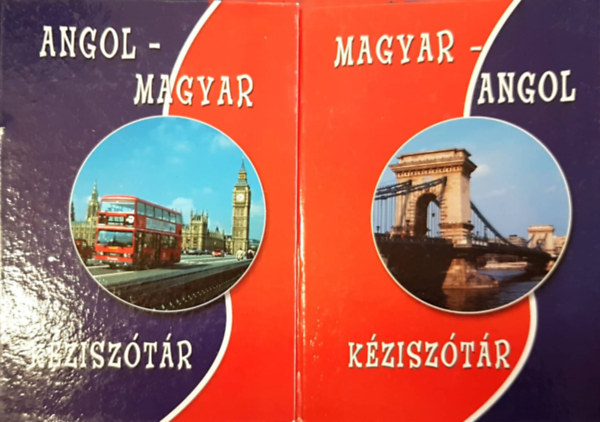 ANGOL -
MAGYAR
KÉZISZÓTÁR
MAGYAR -
ANGOL
KÉZISZÓTÁR